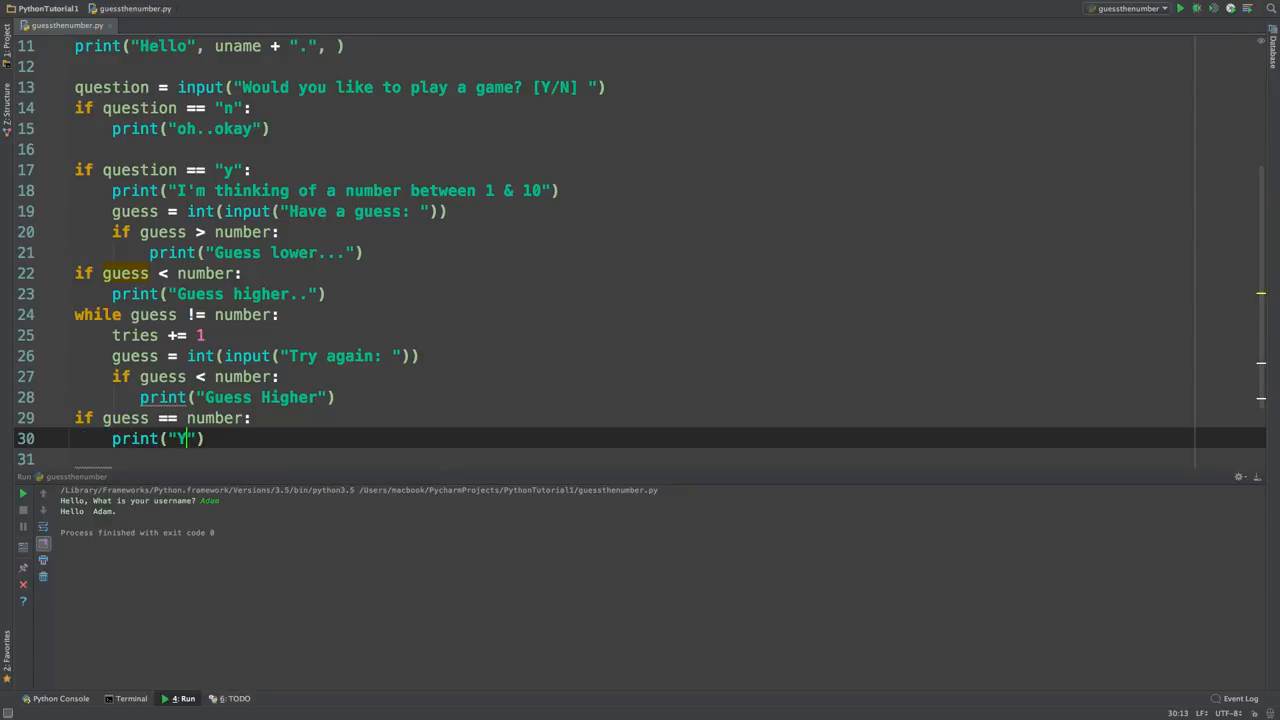 PythonTutorial1 guessthenumber.py guessthenumber
guessthenumber.py
1: Project
Z: Structure
2: Favorites
Database
11 print("Hello", uname + ".", )
12
13 question = input("Would you like to play a game? [Y/N] ")
14 if question == "n":
15 print("oh..okay")
16
17 if question == "y":
18 print("I'm thinking of a number between 1 & 10")
19 guess = int(input("Have a guess: "))
20 if guess > number:
21 print("Guess lower...")
22 if guess < number:
23 print("Guess higher..")
24 while guess != number:
25 tries += 1
26 guess = int(input("Try again: "))
27 if guess < number:
28 print("Guess Higher")
29 if guess == number:
30 print("Y")
31
Run guessthenumber
/Library/Frameworks/Python.framework/Versions/3.5/bin/python3.5 /Users/macbook/PycharmProjects/PythonTutorial1/guessthenumber.py
Hello, What is your username? Adam
Hello Adam.
Process finished with exit code 0
Python Console Terminal 4: Run 6: TODO Event Log
30:13 LF÷ UTF-8÷